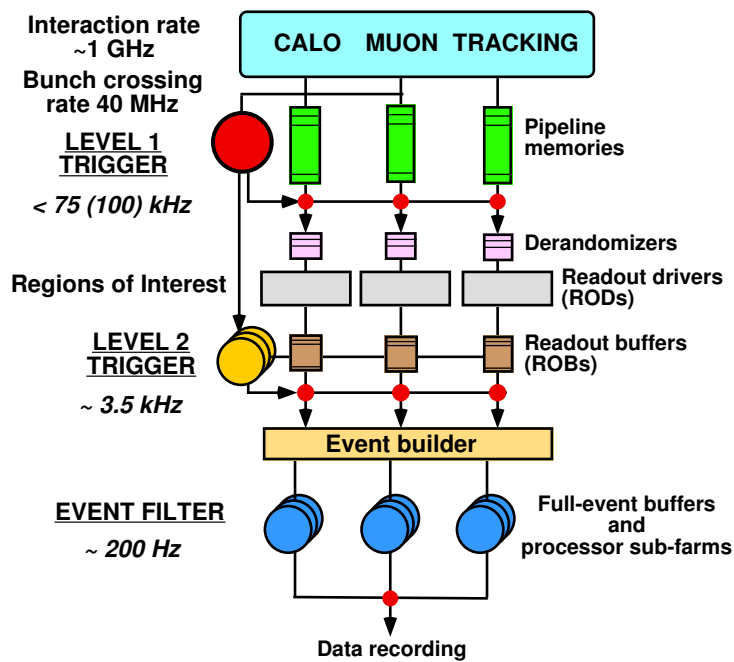 Interaction rate
~1 GHz
CALO MUON TRACKING
Bunch crossing
rate 40 MHz
LEVEL 1
TRIGGER
< 75 (100) kHz
Pipeline
memories
Derandomizers
Regions of Interest
Readout drivers
(RODs)
LEVEL 2
TRIGGER
~ 3.5 kHz
Readout buffers
(ROBs)
Event builder
EVENT FILTER
~ 200 Hz
Full-event buffers
and
processor sub-farms
Data recording